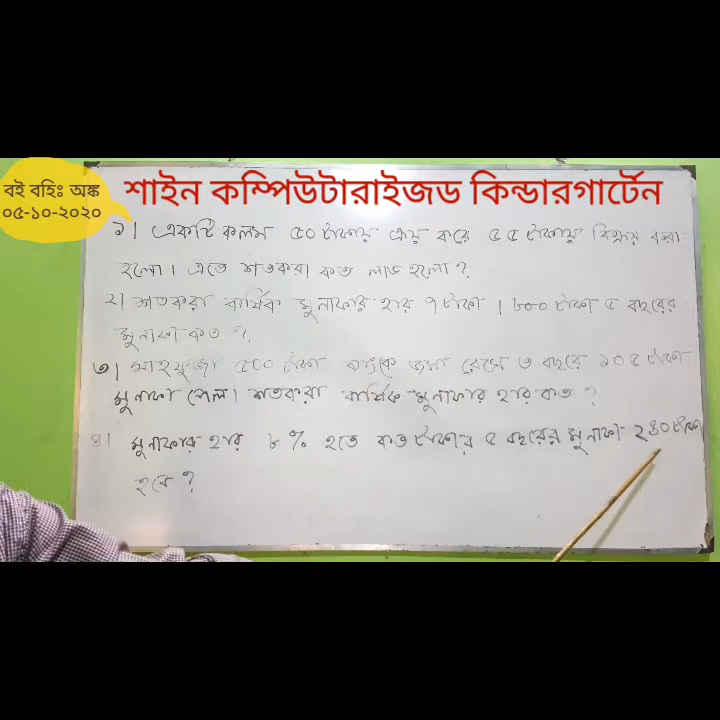 বই বহিঃ অঙ্ক
০৫-১০-২০২০
শাইন কম্পিউটারাইজড কিন্ডারগার্টেন
১। একটি কলম ৫০ টাকায় ক্রয় করে ৫৫ টাকায় বিক্রয় করা
হলো। এতে শতকরা কত লাভ হলো?
২। শতকরা বার্ষিক মুনাফার হার ৭ টাকা। ৮০০ টাকা ৫ বছরের
মুনাফা কত?
৩। মাহফুজা ৫০০ টাকা ব্যাংকে জমা রেখে ৩ বছরে ১০৫ টাকা
মুনাফা পেল। শতকরা বার্ষিক মুনাফার হার কত?
৪। মুনাফার হার ৮% হতে কত টাকায় ৫ বছরের মুনাফা ২৪০ টাকা
হবে?